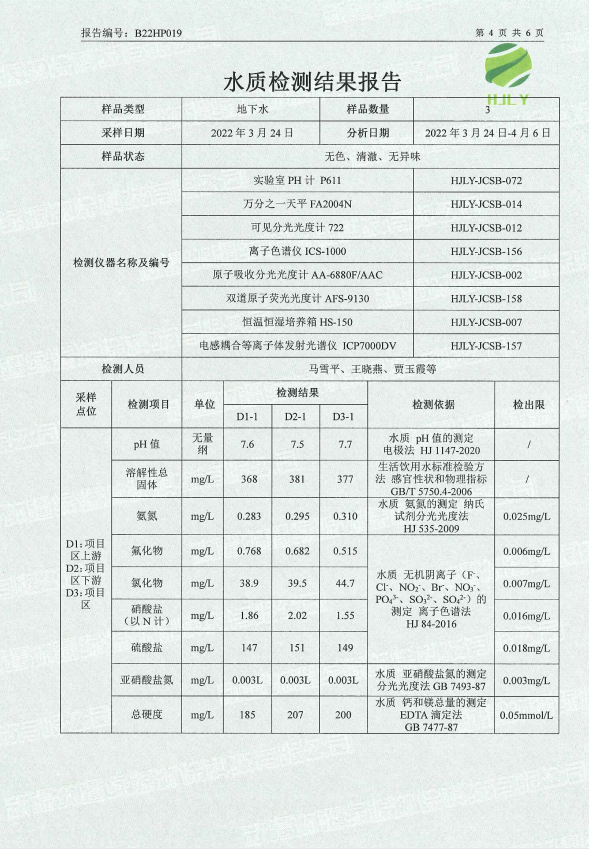 报告编号：B22HP019
第 4 页 共 6 页
HJLY
水质检测结果报告
样品类型 地下水 样品数量 3
采样日期 2022 年 3 月 24 日 分析日期 2022 年 3 月 24 日-4 月 6 日
样品状态 无色、清澈、无异味
检测仪器名称及编号
实验室 PH 计 P611 HJLY-JCSB-072
万分之一天平 FA2004N HJLY-JCSB-014
可见分光光度计 722 HJLY-JCSB-012
离子色谱仪 ICS-1000 HJLY-JCSB-156
原子吸收分光光度计 AA-6880F/AAC HJLY-JCSB-002
双道原子荧光光度计 AFS-9130 HJLY-JCSB-158
恒温恒湿培养箱 HS-150 HJLY-JCSB-007
电感耦合等离子体发射光谱仪 ICP7000DV HJLY-JCSB-157
检测人员 马雪平、王晓燕、贾玉霞等
采样
点位
检测项目 单位 检测结果 检测依据 检出限
D1-1 D2-1 D3-1
D1：项目
区上游
D2：项目
区下游
D3：项目
区
pH 值
无量
纲
7.6 7.5 7.7
水质 pH 值的测定
电极法 HJ 1147-2020
/
溶解性总
固体
mg/L 368 381 377
生活饮用水标准检验方
法 感官性状和物理指标
GB/T 5750.4-2006
/
氨氮 mg/L 0.283 0.295 0.310
水质 氨氮的测定 纳氏
试剂分光光度法
HJ 535-2009
0.025mg/L
氟化物 mg/L 0.768 0.682 0.515
水质 无机阴离子（F⁻、
Cl⁻、NO₂⁻、Br⁻、NO₃⁻、
PO₄³⁻、SO₃²⁻、SO₄²⁻）的
测定 离子色谱法
HJ 84-2016
0.006mg/L
氯化物 mg/L 38.9 39.5 44.7 0.007mg/L
硝酸盐
（以 N 计）
mg/L 1.86 2.02 1.55 0.016mg/L
硫酸盐 mg/L 147 151 149 0.018mg/L
亚硝酸盐氮 mg/L 0.003L 0.003L 0.003L
水质 亚硝酸盐氮的测定
分光光度法 GB 7493-87
0.003mg/L
总硬度 mg/L 185 207 200
水质 钙和镁总量的测定
EDTA 滴定法
GB 7477-87
0.05mmol/L